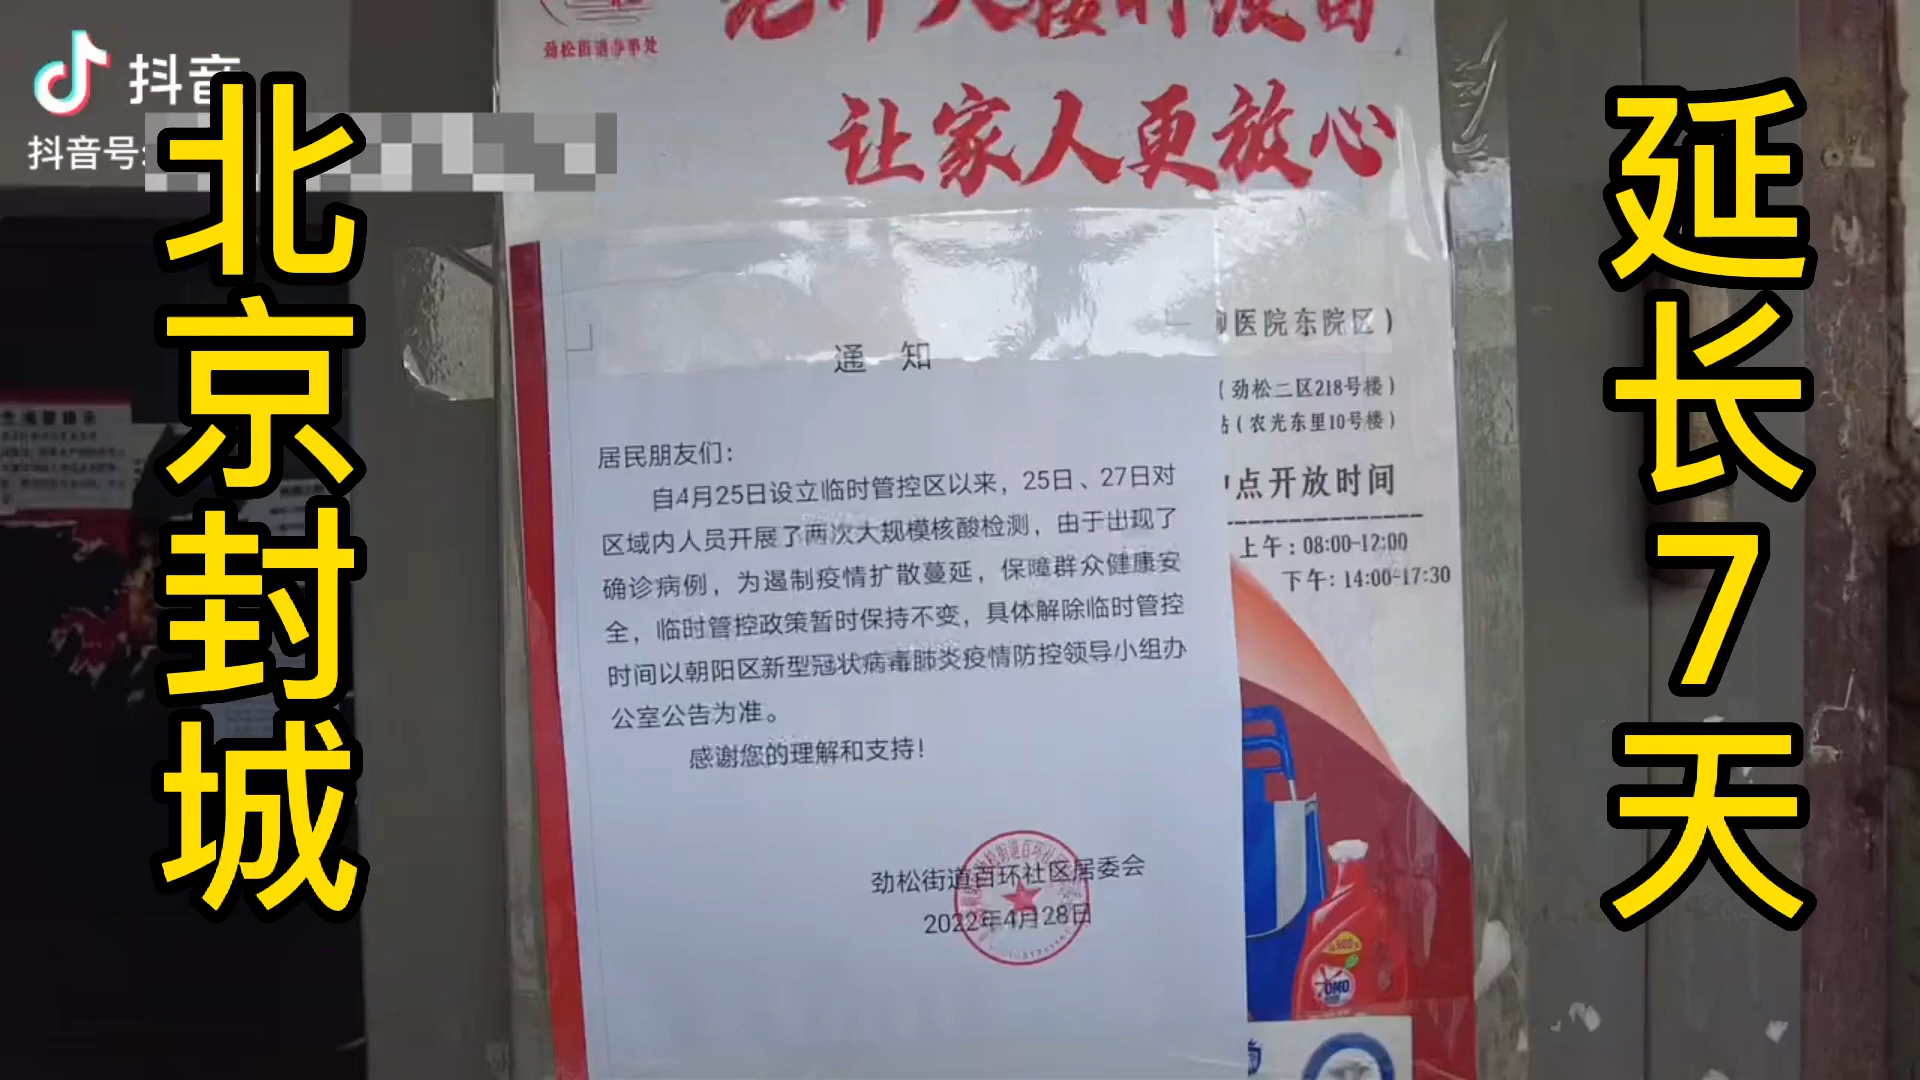 抖音
抖音号:
北京封城
延长7天
劲松街道办事处
让家人更放心
医院东院区)
(劲松二区218号楼)
站(农光东里10号楼)
点开放时间
上午:08:00-12:00
下午:14:00-17:30
通 知
居民朋友们:
自4月25日设立临时管控区以来,25日、27日对
区域内人员开展了两次大规模核酸检测,由于出现了
确诊病例,为遏制疫情扩散蔓延,保障群众健康安
全,临时管控政策暂时保持不变,具体解除临时管控
时间以朝阳区新型冠状病毒肺炎疫情防控领导小组办
公室公告为准。
感谢您的理解和支持!
劲松街道百环社区居委会
2022年4月28日
OMO